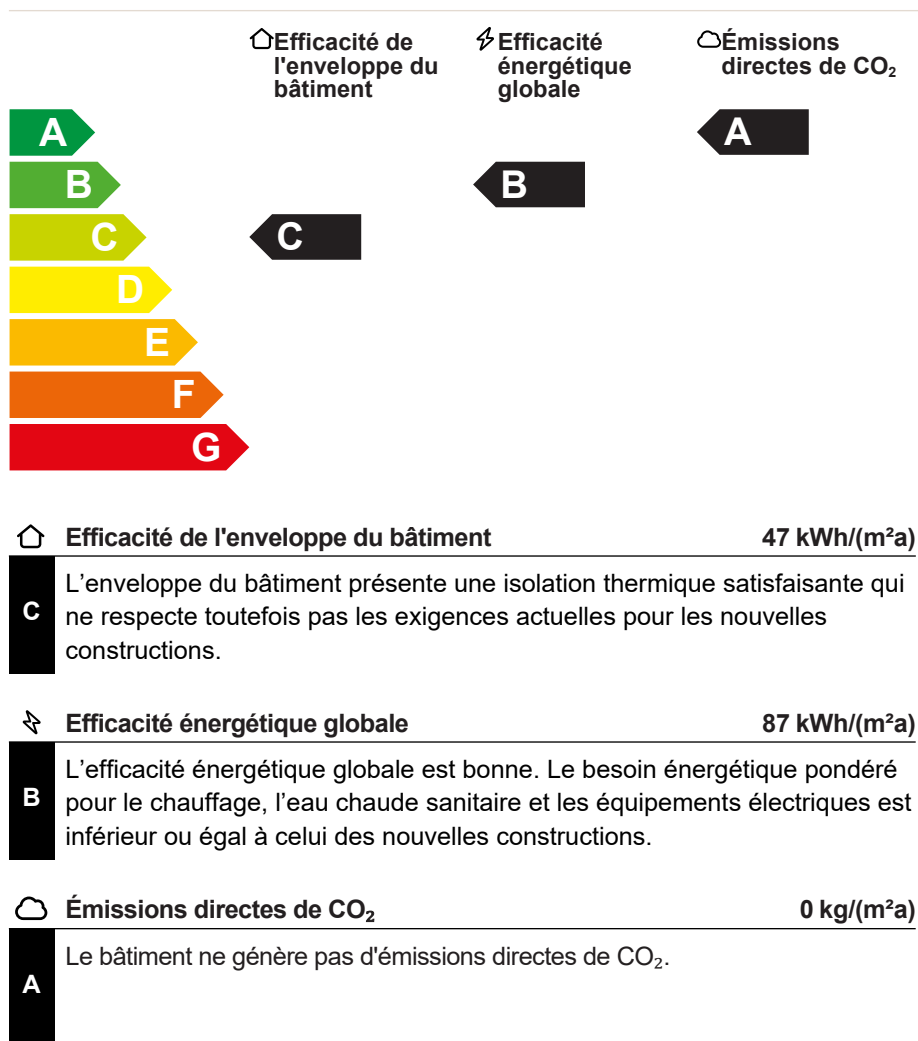 Efficacité de
l'enveloppe du
bâtiment
Efficacité
énergétique
globale
Émissions
directes de CO₂
A
A
B
B
C
C
D
E
F
G
Efficacité de l'enveloppe du bâtiment 47 kWh/(m²a)
C
L’enveloppe du bâtiment présente une isolation thermique satisfaisante qui
ne respecte toutefois pas les exigences actuelles pour les nouvelles
constructions.
Efficacité énergétique globale 87 kWh/(m²a)
B
L’efficacité énergétique globale est bonne. Le besoin énergétique pondéré
pour le chauffage, l’eau chaude sanitaire et les équipements électriques est
inférieur ou égal à celui des nouvelles constructions.
Émissions directes de CO₂ 0 kg/(m²a)
A
Le bâtiment ne génère pas d'émissions directes de CO₂.